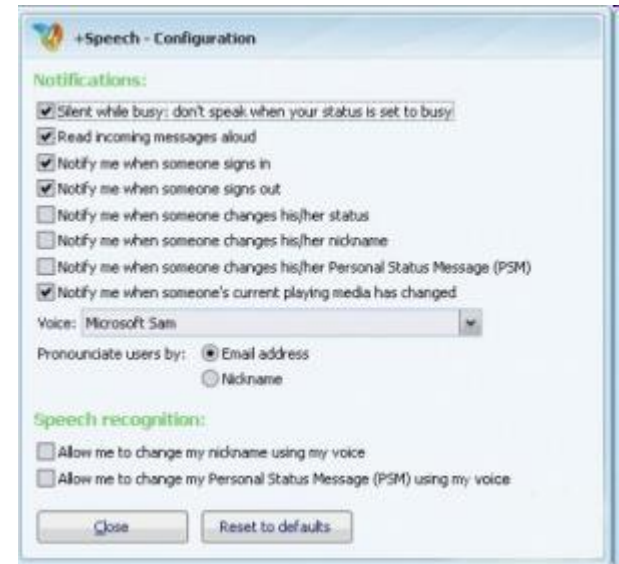 +Speech - Configuration
Notifications:
Silent while busy: don't speak when your status is set to busy
Read incoming messages aloud
Notify me when someone signs in
Notify me when someone signs out
Notify me when someone changes his/her status
Notify me when someone changes his/her nickname
Notify me when someone changes his/her Personal Status Message (PSM)
Notify me when someone's current playing media has changed
Voice: Microsoft Sam
Pronounciate users by: Email address
Nickname
Speech recognition:
Allow me to change my nickname using my voice
Allow me to change my Personal Status Message (PSM) using my voice
Close Reset to defaults